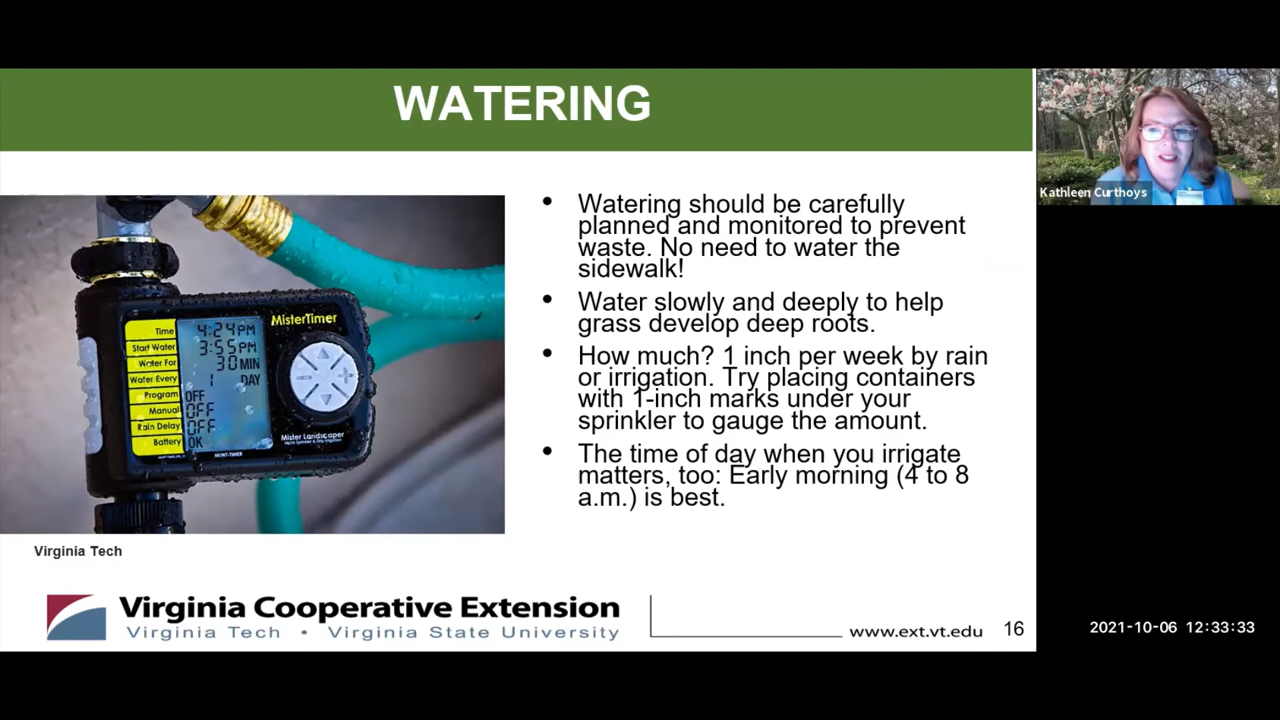 WATERING
Kathleen Curthoys
• Watering should be carefully
planned and monitored to prevent
waste. No need to water the
sidewalk!
• Water slowly and deeply to help
grass develop deep roots.
• How much? 1 inch per week by rain
or irrigation. Try placing containers
with 1-inch marks under your
sprinkler to gauge the amount.
• The time of day when you irrigate
matters, too: Early morning (4 to 8
a.m.) is best.
MisterTimer
Time 4:24PM
Start Water 3:55PM
Water For 30 MIN
Water Every 1 DAY
Program OFF
Manual OFF
Rain Delay OFF
Battery OK
Mister Landscaper
Virginia Tech
Virginia Cooperative Extension
Virginia Tech • Virginia State University
www.ext.vt.edu 16
2021-10-06 12:33:33